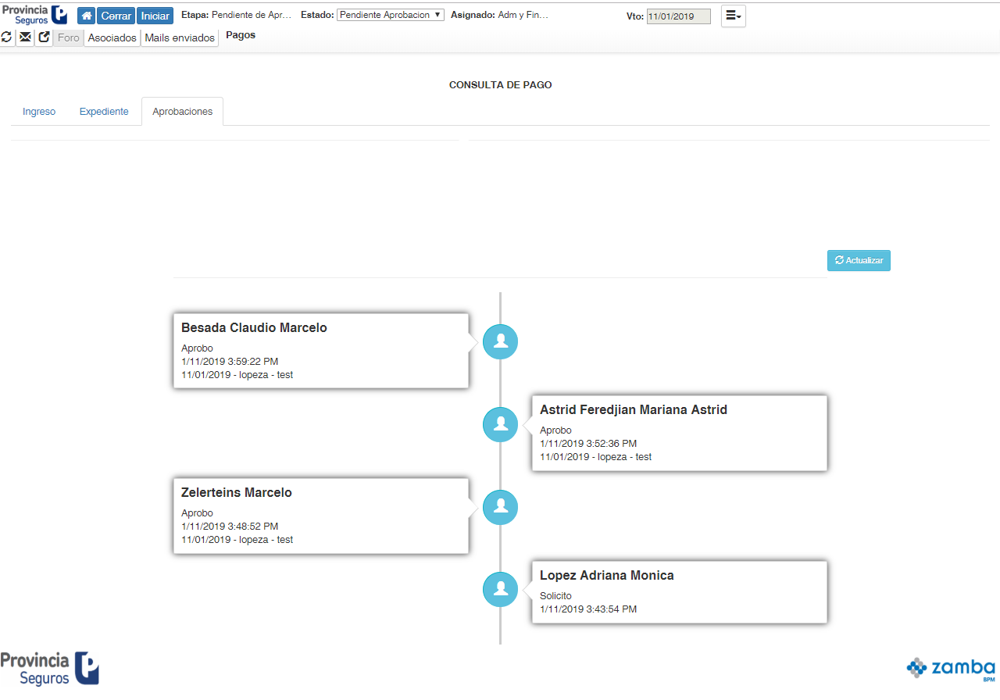 Provincia Seguros Cerrar Iniciar Etapa: Pendiente de Apr... Estado: Pendiente Aprobacion Asignado: Adm y Fin... Vto: 11/01/2019
Foro Asociados Mails enviados Pagos
CONSULTA DE PAGO
Ingreso Expediente Aprobaciones
Actualizar
Besada Claudio Marcelo
Aprobo
1/11/2019 3:59:22 PM
11/01/2019 - lopeza - test
Astrid Feredjian Mariana Astrid
Aprobo
1/11/2019 3:52:36 PM
11/01/2019 - lopeza - test
Zelerteins Marcelo
Aprobo
1/11/2019 3:48:52 PM
11/01/2019 - lopeza - test
Lopez Adriana Monica
Solicito
1/11/2019 3:43:54 PM
Provincia
Seguros
zamba
BPM